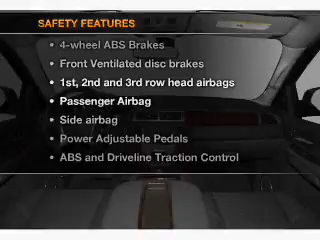 SAFETY FEATURES
• 4-wheel ABS Brakes
• Front Ventilated disc brakes
• 1st, 2nd and 3rd row head airbags
• Passenger Airbag
• Side airbag
• Power Adjustable Pedals
• ABS and Driveline Traction Control